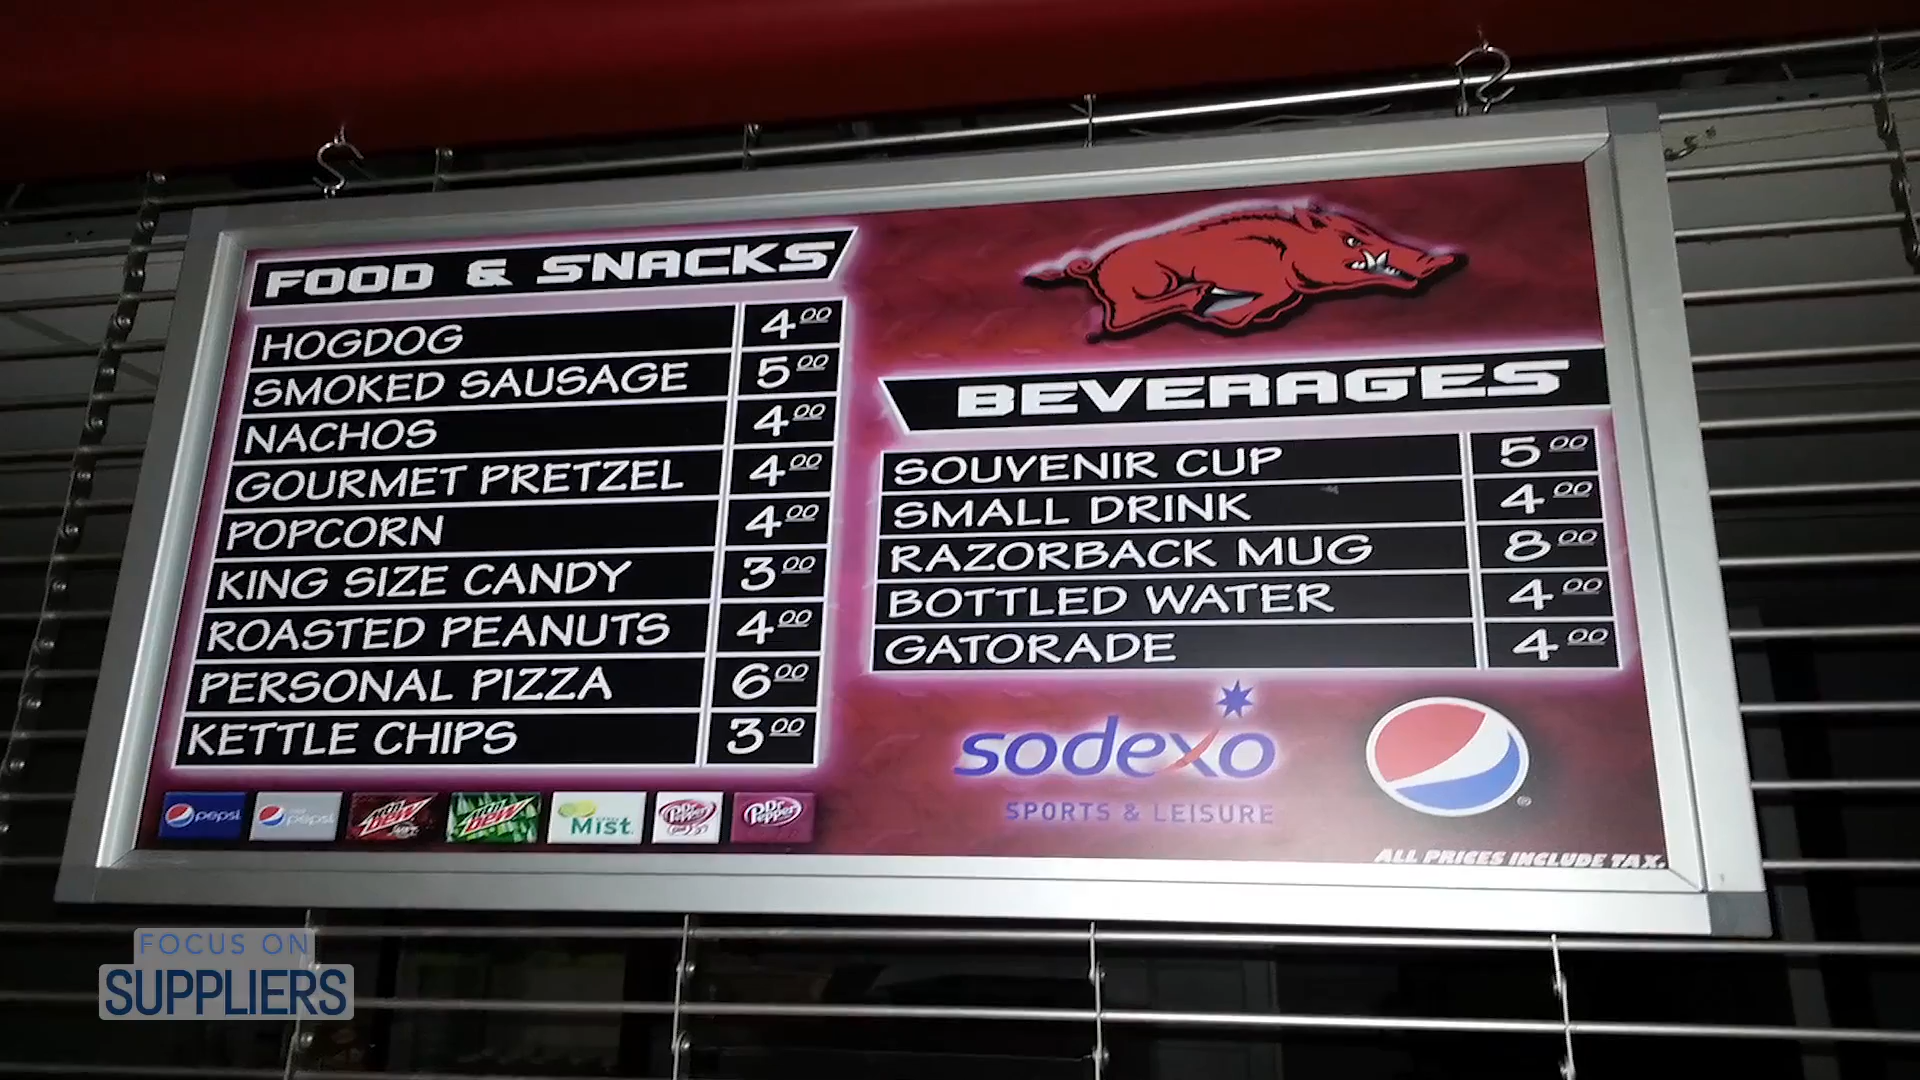 FOOD & SNACKS
HOGDOG 4.00
SMOKED SAUSAGE 5.00
NACHOS 4.00
GOURMET PRETZEL 4.00
POPCORN 4.00
KING SIZE CANDY 3.00
ROASTED PEANUTS 4.00
PERSONAL PIZZA 6.00
KETTLE CHIPS 3.00
pepsi pepsi mtn dew mtn dew Mist Dr Pepper Dr Pepper
BEVERAGES
SOUVENIR CUP 5.00
SMALL DRINK 4.00
RAZORBACK MUG 8.00
BOTTLED WATER 4.00
GATORADE 4.00
sodexo
SPORTS & LEISURE
ALL PRICES INCLUDE TAX.
FOCUS ON
SUPPLIERS